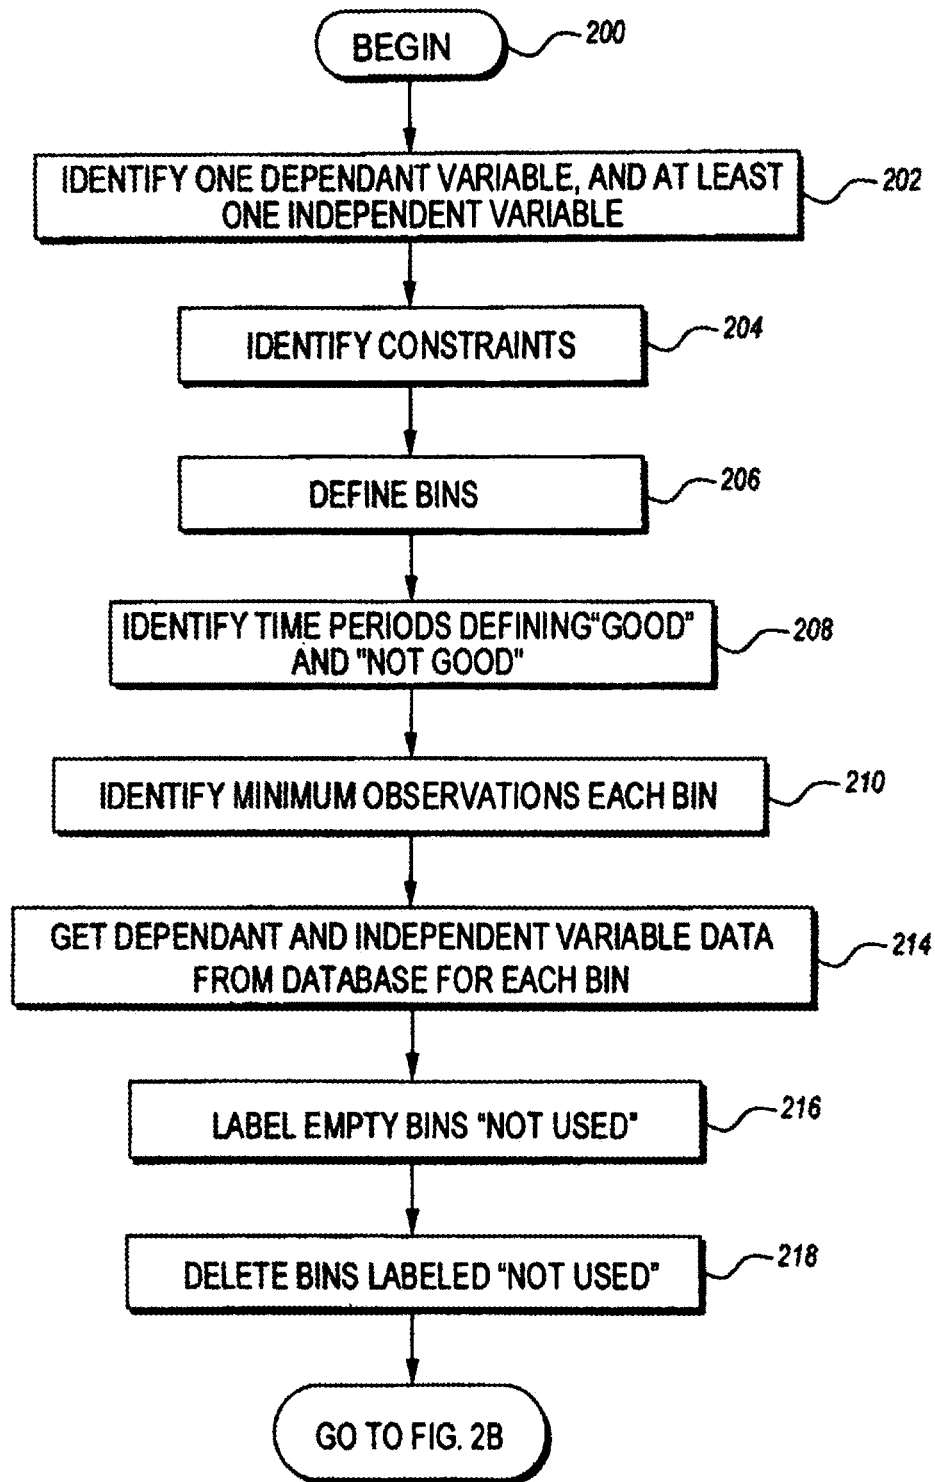 BEGIN
200
IDENTIFY ONE DEPENDANT VARIABLE, AND AT LEAST
ONE INDEPENDENT VARIABLE
202
IDENTIFY CONSTRAINTS
204
DEFINE BINS
206
IDENTIFY TIME PERIODS DEFINING“GOOD”
AND "NOT GOOD"
208
IDENTIFY MINIMUM OBSERVATIONS EACH BIN
210
GET DEPENDANT AND INDEPENDENT VARIABLE DATA
FROM DATABASE FOR EACH BIN
214
LABEL EMPTY BINS “NOT USED”
216
DELETE BINS LABELED “NOT USED”
218
GO TO FIG. 2B